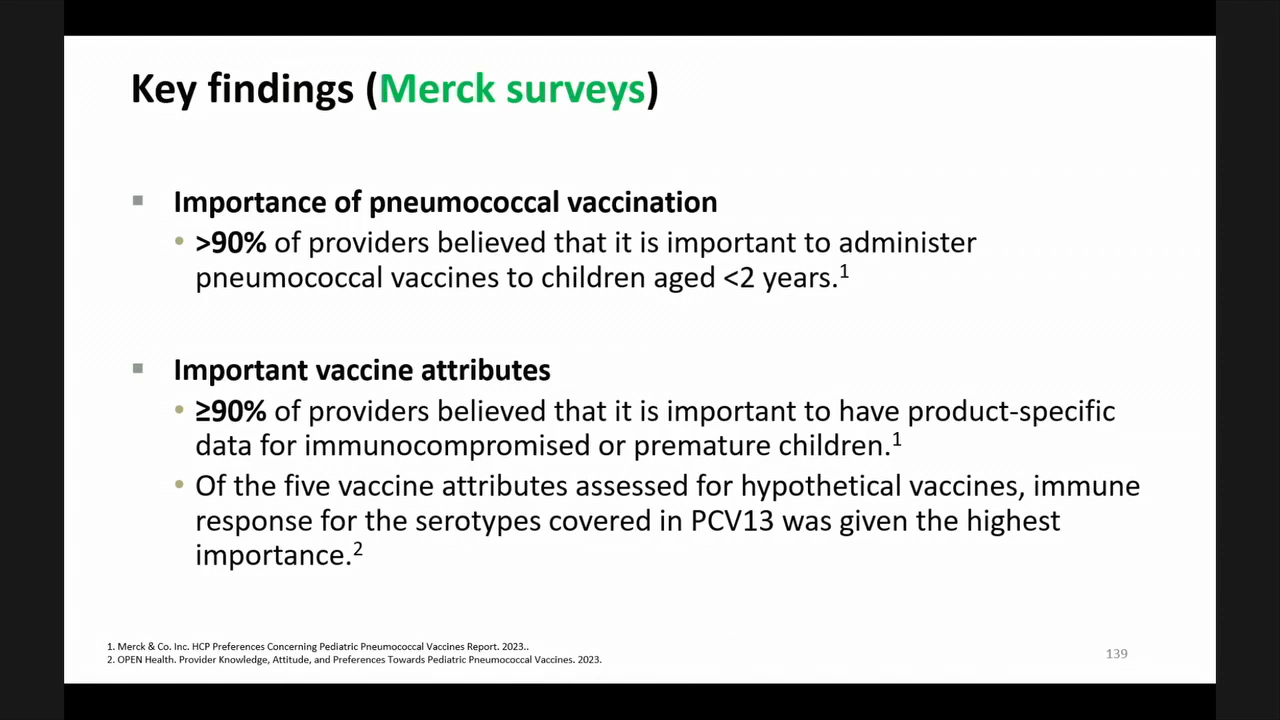 Key findings (Merck surveys)
Importance of pneumococcal vaccination
>90% of providers believed that it is important to administer
pneumococcal vaccines to children aged <2 years.1
Important vaccine attributes
≥90% of providers believed that it is important to have product-specific
data for immunocompromised or premature children.1
Of the five vaccine attributes assessed for hypothetical vaccines, immune
response for the serotypes covered in PCV13 was given the highest
importance.2
1. Merck & Co. Inc. HCP Preferences Concerning Pediatric Pneumococcal Vaccines Report. 2023..
2. OPEN Health. Provider Knowledge, Attitude, and Preferences Towards Pediatric Pneumococcal Vaccines. 2023.
139